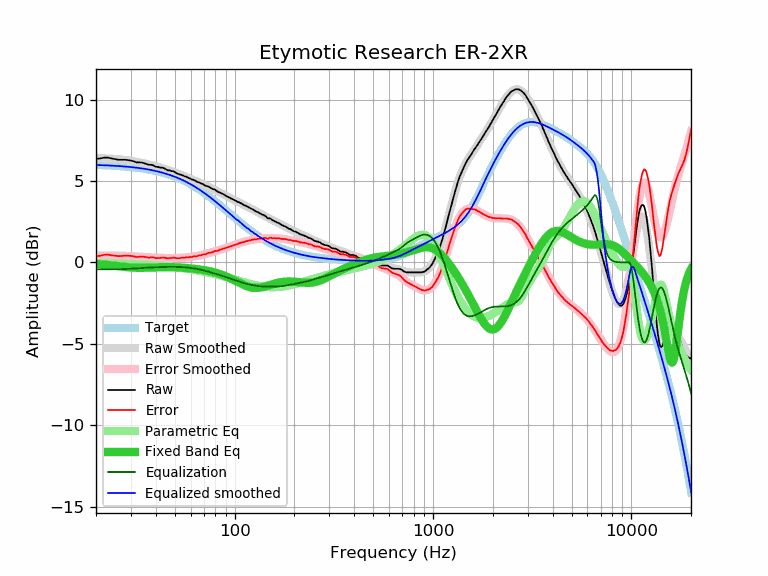 Etymotic Research ER-2XR
Amplitude (dBr)
10
5
0
−5
−10
−15
Target
Raw Smoothed
Error Smoothed
Raw
Error
Parametric Eq
Fixed Band Eq
Equalization
Equalized smoothed
100 1000 10000
Frequency (Hz)